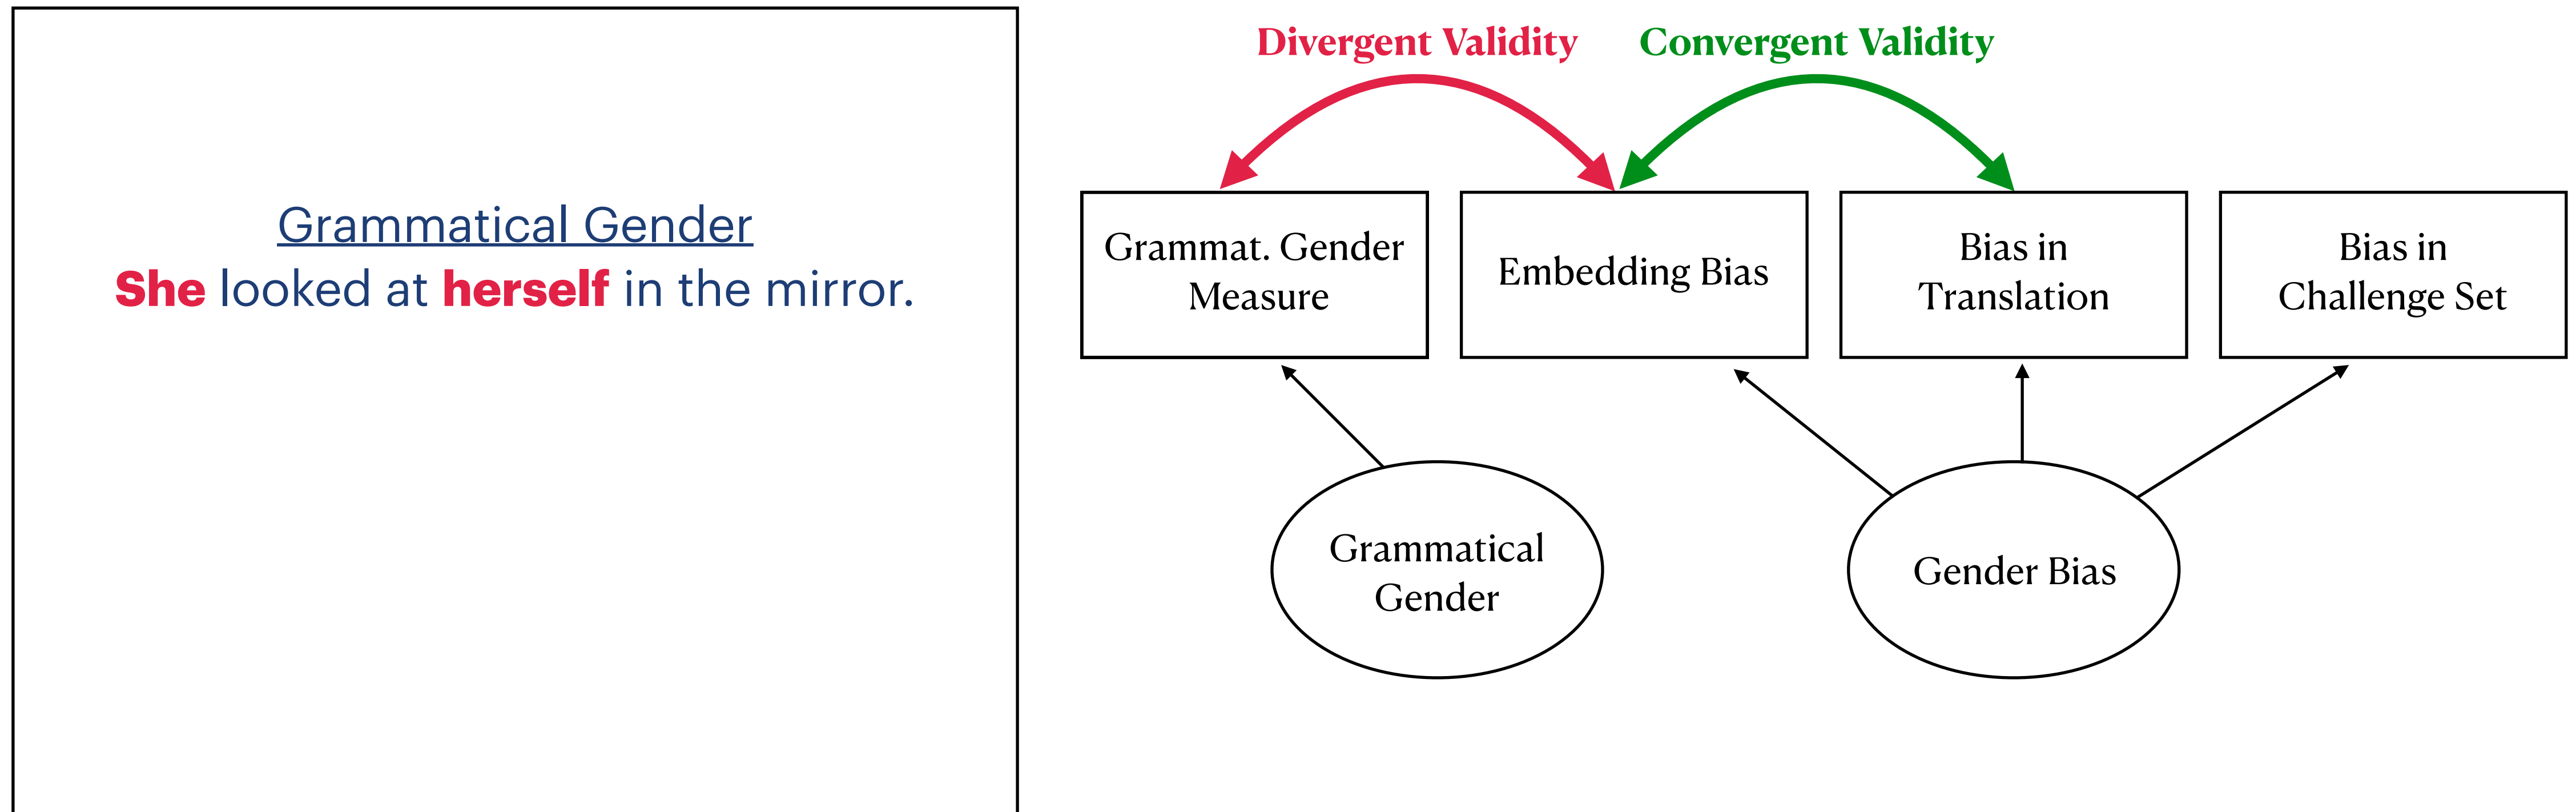 Grammatical Gender
She looked at herself in the mirror.
Divergent Validity
Convergent Validity
Grammat. Gender
Measure
Embedding Bias
Bias in
Translation
Bias in
Challenge Set
Grammatical
Gender
Gender Bias